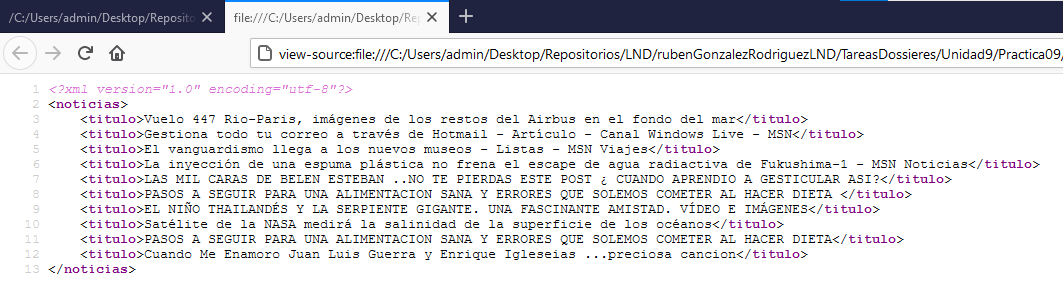 /C:/Users/admin/Desktop/Reposito
file:///C:/Users/admin/Desktop/Rep
view-source:file:///C:/Users/admin/Desktop/Repositorios/LND/rubenGonzalezRodriguezLND/TareasDossieres/Unidad9/Practica09/
1 <?xml version="1.0" encoding="utf-8"?>
2 <noticias>
3 <titulo>Vuelo 447 Rio-París, imágenes de los restos del Airbus en el fondo del mar</titulo>
4 <titulo>Gestiona todo tu correo a través de Hotmail - Artículo - Canal Windows Live - MSN</titulo>
5 <titulo>El vanguardismo llega a los nuevos museos - Listas - MSN Viajes</titulo>
6 <titulo>La inyección de una espuma plástica no frena el escape de agua radiactiva de Fukushima-1 - MSN Noticias</titulo>
7 <titulo>LAS MIL CARAS DE BELEN ESTEBAN ..NO TE PIERDAS ESTE POST ¿ CUANDO APRENDIO A GESTICULAR ASI?</titulo>
8 <titulo>PASOS A SEGUIR PARA UNA ALIMENTACION SANA Y ERRORES QUE SOLEMOS COMETER AL HACER DIETA </titulo>
9 <titulo>EL NIÑO THAILANDÉS Y LA SERPIENTE GIGANTE. UNA FASCINANTE AMISTAD. VÍDEO E IMÁGENES</titulo>
10 <titulo>Satélite de la NASA medirá la salinidad de la superficie de los océanos</titulo>
11 <titulo>PASOS A SEGUIR PARA UNA ALIMENTACION SANA Y ERRORES QUE SOLEMOS COMETER AL HACER DIETA</titulo>
12 <titulo>Cuando Me Enamoro Juan Luis Guerra y Enrique Igleseias ...preciosa cancion</titulo>
13 </noticias>